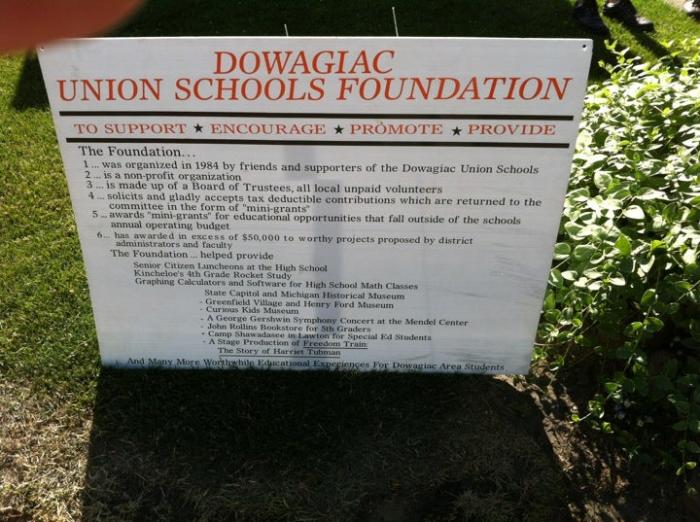 DOWAGIAC
UNION SCHOOLS FOUNDATION
TO SUPPORT ★ ENCOURAGE ★ PROMOTE ★ PROVIDE
The Foundation...
1 ... was organized in 1984 by friends and supporters of the Dowagiac Union Schools
2 ... is a non-profit organization
3 ... is made up of a Board of Trustees, all local unpaid volunteers
4 ... solicits and gladly accepts tax deductible contributions which are returned to the
committee in the form of "mini-grants"
5 ... awards "mini-grants" for educational opportunities that fall outside of the schools
annual operating budget
6... has awarded in excess of $50,000 to worthy projects proposed by district
administrators and faculty
The Foundation ... helped provide
Senior Citizen Luncheons at the High School
Kincheloe's 4th Grade Rocket Study
Graphing Calculators and Software for High School Math Classes
State Capitol and Michigan Historical Museum
- Greenfield Village and Henry Ford Museum
- Curious Kids Museum
- A George Gershwin Symphony Concert at the Mendel Center
- John Rollins Bookstore for 5th Graders
- Camp Shawadasee in Lawton for Special Ed Students
- A Stage Production of Freedom Train:
The Story of Harriet Tubman
And Many More Worthwhile Educational Experiences For Dowagiac Area Students